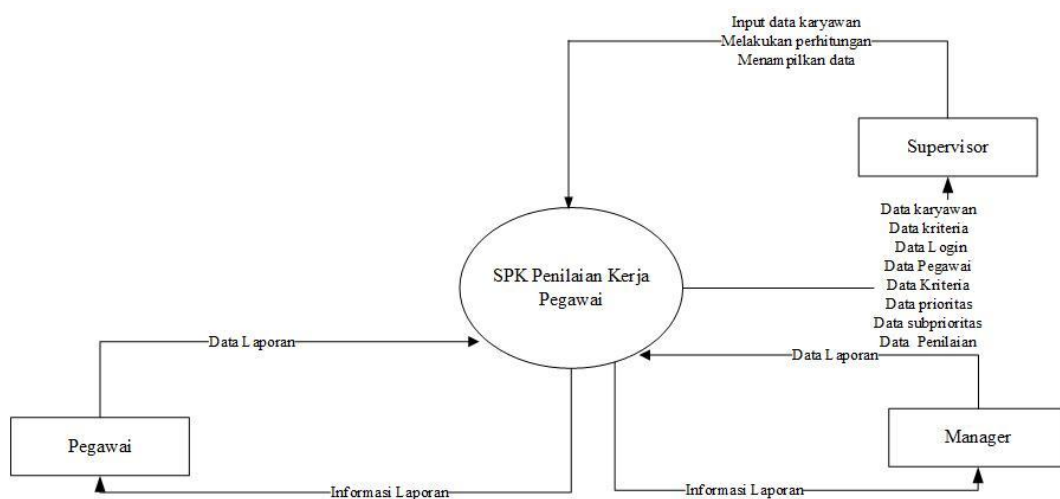 Input data karyawan
Melakukan perhitungan
Menampilkan data
Supervisor
Data karyawan
Data kriteria
Data Login
Data Pegawai
Data Kriteria
Data prioritas
Data subprioritas
Data Penilaian
SPK Penilaian Kerja
Pegawai
Data Laporan
Data Laporan
Pegawai
Manager
Informasi Laporan
Informasi Laporan